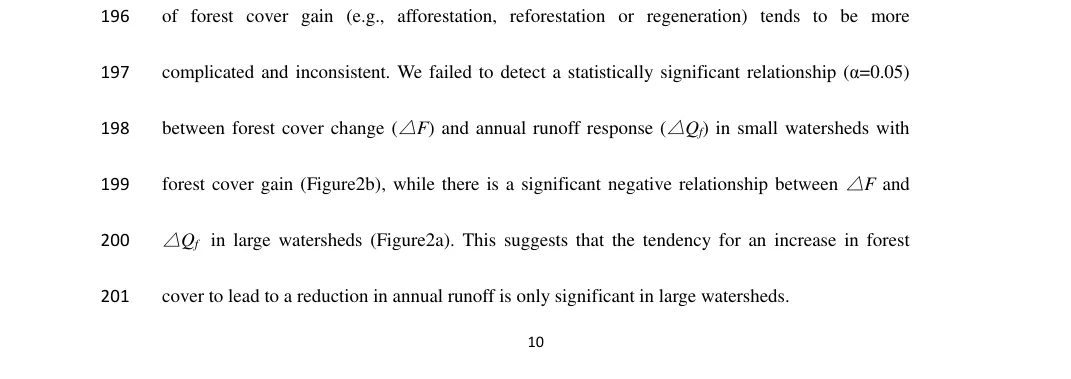 196 of forest cover gain (e.g., afforestation, reforestation or regeneration) tends to be more
197 complicated and inconsistent. We failed to detect a statistically significant relationship (α=0.05)
198 between forest cover change (△F) and annual runoff response (△Qf) in small watersheds with
199 forest cover gain (Figure2b), while there is a significant negative relationship between △F and
200 △Qf in large watersheds (Figure2a). This suggests that the tendency for an increase in forest
201 cover to lead to a reduction in annual runoff is only significant in large watersheds.
10